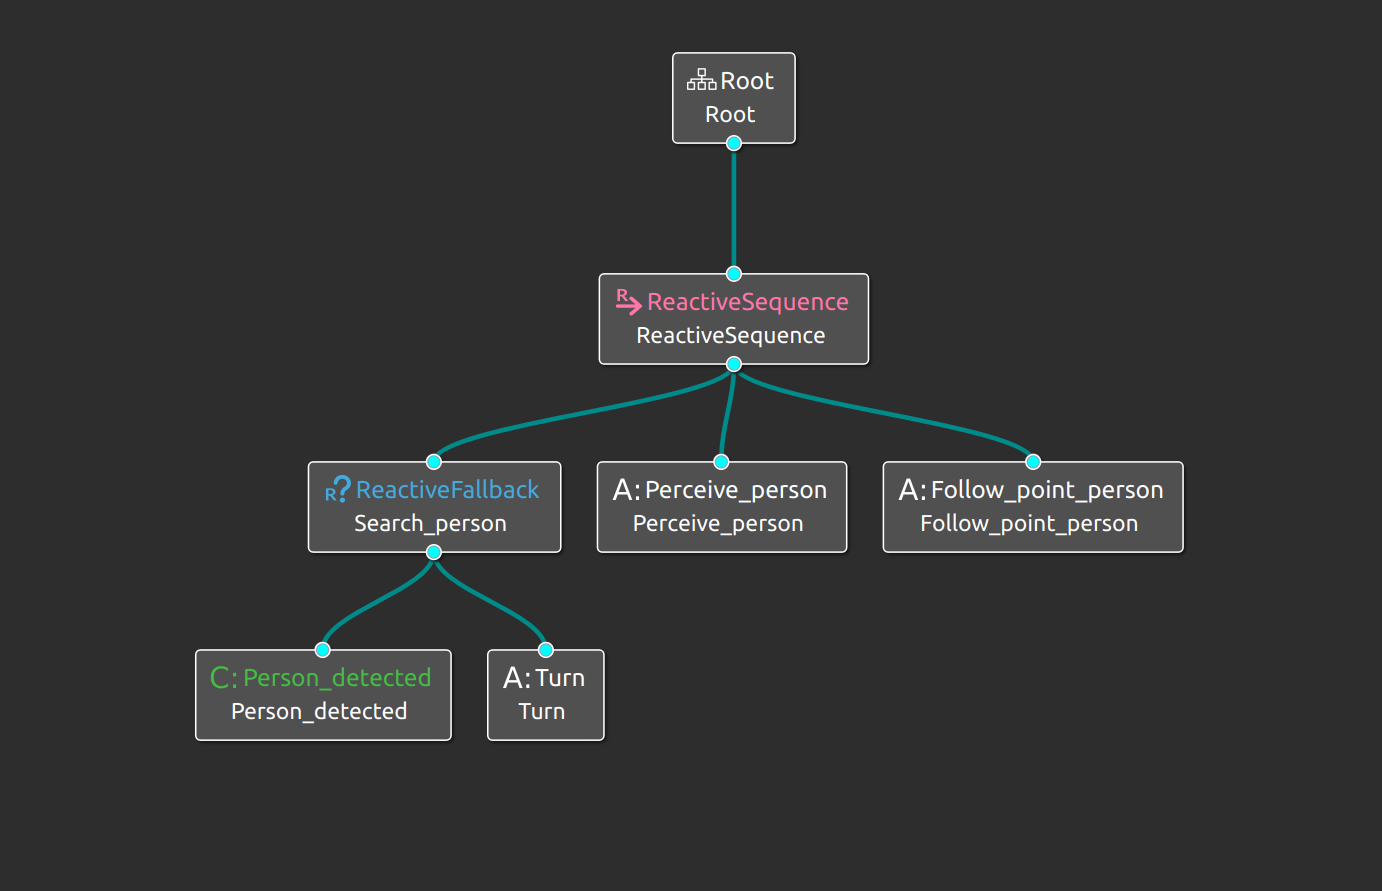 Root
Root
R ReactiveSequence
ReactiveSequence
R? ReactiveFallback
Search_person
A: Perceive_person
Perceive_person
A: Follow_point_person
Follow_point_person
C: Person_detected
Person_detected
A: Turn
Turn